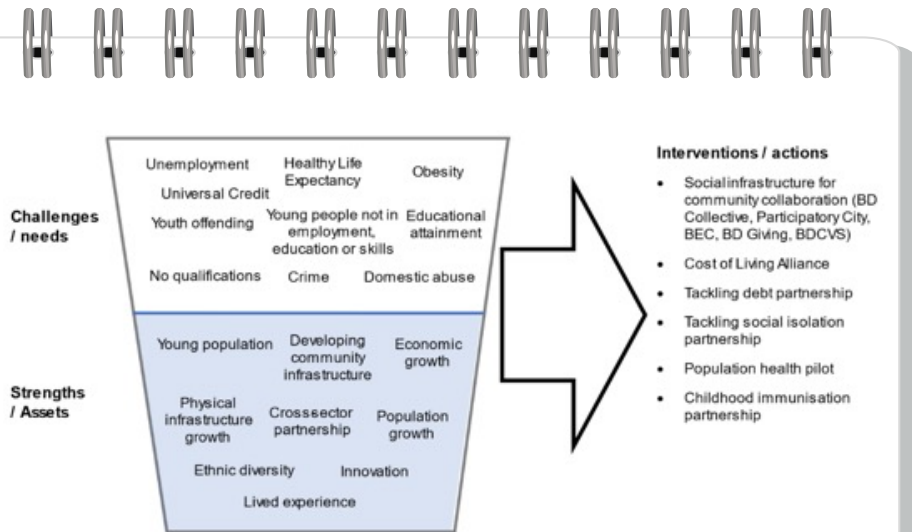 Challenges
/ needs
Unemployment
Healthy Life
Expectancy
Obesity
Universal Credit
Youth offending
Young people not in
employment,
education or skills
Educational
attainment
No qualifications
Crime
Domestic abuse
Strengths
/ Assets
Young population
Developing
community
infrastructure
Economic
growth
Physical
infrastructure
growth
Crosssector
partnership
Population
growth
Ethnic diversity
Innovation
Lived experience
Interventions / actions
• Socialinfrastructure for
community collaboration (BD
Collective, Participatory City,
BEC, BD Giving, BDCVS)
• Cost of Living Alliance
• Tackling debt partnership
• Tackling social isolation
partnership
• Population health pilot
• Childhood immunisation
partnership